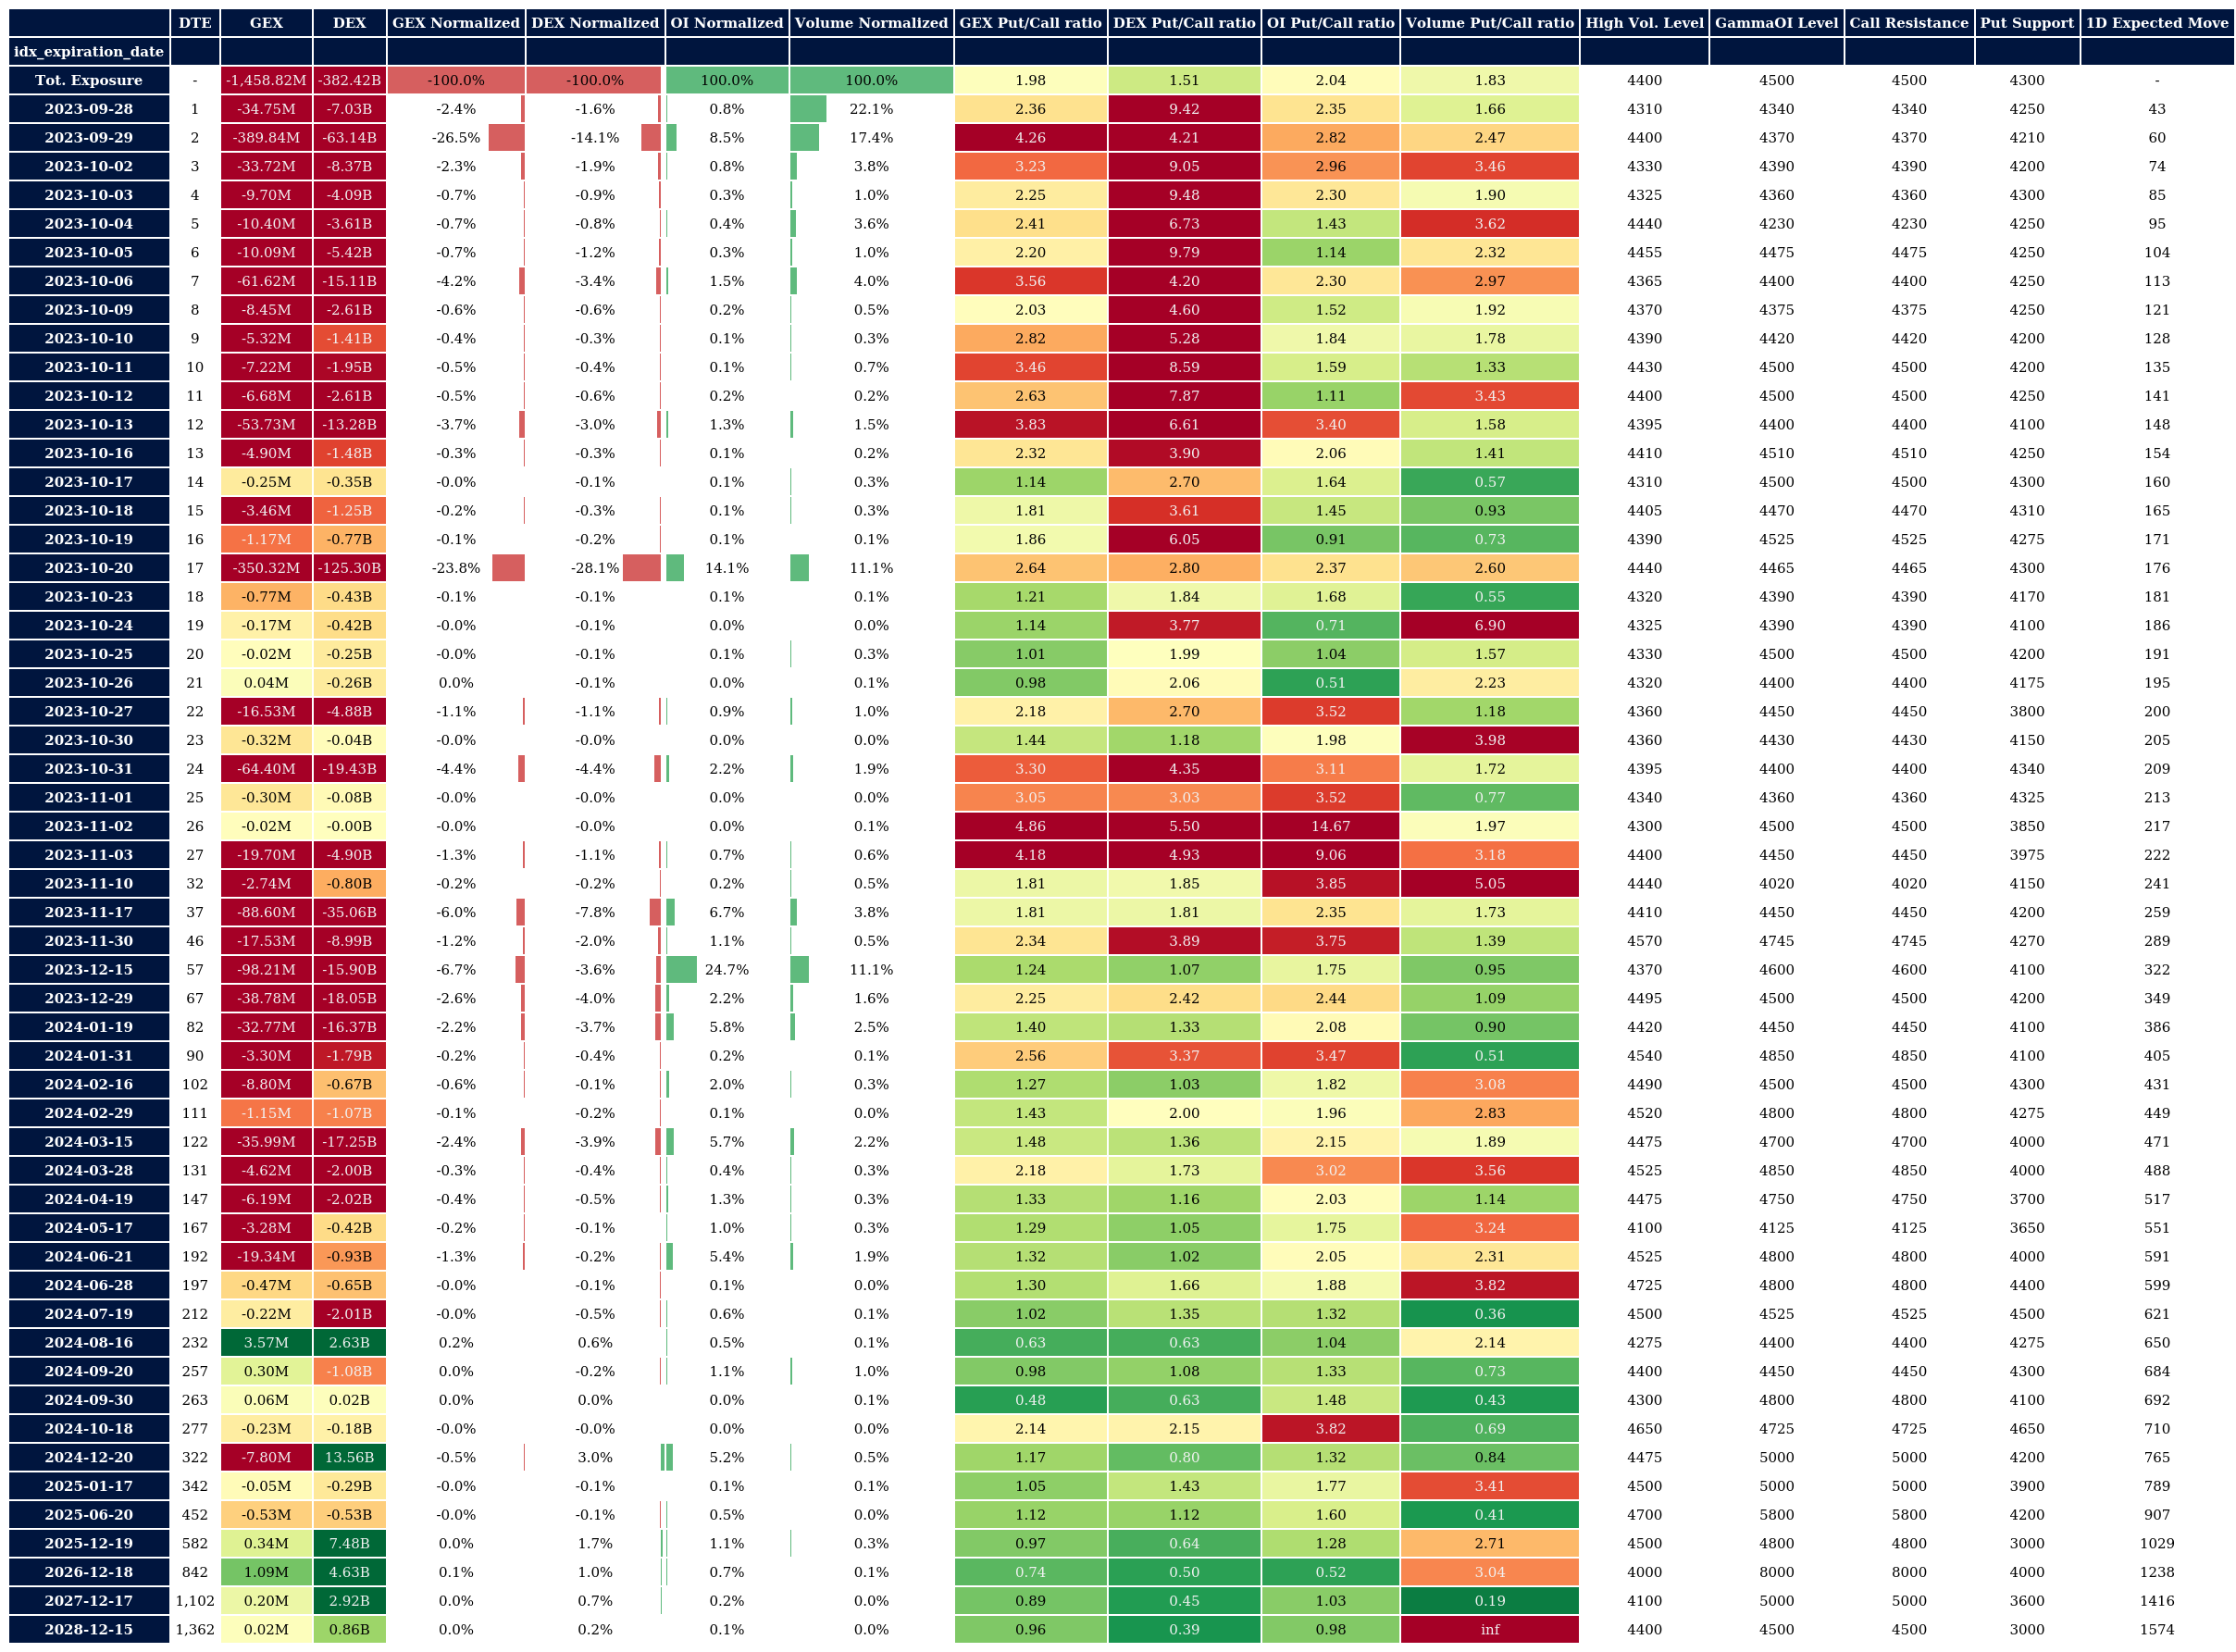 DTE GEX DEX GEX Normalized DEX Normalized OI Normalized Volume Normalized GEX Put/Call ratio DEX Put/Call ratio OI Put/Call ratio Volume Put/Call ratio High Vol. Level GammaOI Level Call Resistance Put Support 1D Expected Move
idx_expiration_date
Tot. Exposure - -1,458.82M -382.42B -100.0% -100.0% 100.0% 100.0% 1.98 1.51 2.04 1.83 4400 4500 4500 4300 -
2023-09-28 1 -34.75M -7.03B -2.4% -1.6% 0.8% 22.1% 2.36 9.42 2.35 1.66 4310 4340 4340 4250 43
2023-09-29 2 -389.84M -63.14B -26.5% -14.1% 8.5% 17.4% 4.26 4.21 2.82 2.47 4400 4370 4370 4210 60
2023-10-02 3 -33.72M -8.37B -2.3% -1.9% 0.8% 3.8% 3.23 9.05 2.96 3.46 4330 4390 4390 4200 74
2023-10-03 4 -9.70M -4.09B -0.7% -0.9% 0.3% 1.0% 2.25 9.48 2.30 1.90 4325 4360 4360 4300 85
2023-10-04 5 -10.40M -3.61B -0.7% -0.8% 0.4% 3.6% 2.41 6.73 1.43 3.62 4440 4230 4230 4250 95
2023-10-05 6 -10.09M -5.42B -0.7% -1.2% 0.3% 1.0% 2.20 9.79 1.14 2.32 4455 4475 4475 4250 104
2023-10-06 7 -61.62M -15.11B -4.2% -3.4% 1.5% 4.0% 3.56 4.20 2.30 2.97 4365 4400 4400 4250 113
2023-10-09 8 -8.45M -2.61B -0.6% -0.6% 0.2% 0.5% 2.03 4.60 1.52 1.92 4370 4375 4375 4250 121
2023-10-10 9 -5.32M -1.41B -0.4% -0.3% 0.1% 0.3% 2.82 5.28 1.84 1.78 4390 4420 4420 4200 128
2023-10-11 10 -7.22M -1.95B -0.5% -0.4% 0.1% 0.7% 3.46 8.59 1.59 1.33 4430 4500 4500 4200 135
2023-10-12 11 -6.68M -2.61B -0.5% -0.6% 0.2% 0.2% 2.63 7.87 1.11 3.43 4400 4500 4500 4250 141
2023-10-13 12 -53.73M -13.28B -3.7% -3.0% 1.3% 1.5% 3.83 6.61 3.40 1.58 4395 4400 4400 4100 148
2023-10-16 13 -4.90M -1.48B -0.3% -0.3% 0.1% 0.2% 2.32 3.90 2.06 1.41 4410 4510 4510 4250 154
2023-10-17 14 -0.25M -0.35B -0.0% -0.1% 0.1% 0.3% 1.14 2.70 1.64 0.57 4310 4500 4500 4300 160
2023-10-18 15 -3.46M -1.25B -0.2% -0.3% 0.1% 0.3% 1.81 3.61 1.45 0.93 4405 4470 4470 4310 165
2023-10-19 16 -1.17M -0.77B -0.1% -0.2% 0.1% 0.1% 1.86 6.05 0.91 0.73 4390 4525 4525 4275 171
2023-10-20 17 -350.32M -125.30B -23.8% -28.1% 14.1% 11.1% 2.64 2.80 2.37 2.60 4440 4465 4465 4300 176
2023-10-23 18 -0.77M -0.43B -0.1% -0.1% 0.1% 0.1% 1.21 1.84 1.68 0.55 4320 4390 4390 4170 181
2023-10-24 19 -0.17M -0.42B -0.0% -0.1% 0.0% 0.0% 1.14 3.77 0.71 6.90 4325 4390 4390 4100 186
2023-10-25 20 -0.02M -0.25B -0.0% -0.1% 0.1% 0.3% 1.01 1.99 1.04 1.57 4330 4500 4500 4200 191
2023-10-26 21 0.04M -0.26B 0.0% -0.1% 0.0% 0.1% 0.98 2.06 0.51 2.23 4320 4400 4400 4175 195
2023-10-27 22 -16.53M -4.88B -1.1% -1.1% 0.9% 1.0% 2.18 2.70 3.52 1.18 4360 4450 4450 3800 200
2023-10-30 23 -0.32M -0.04B -0.0% -0.0% 0.0% 0.0% 1.44 1.18 1.98 3.98 4360 4430 4430 4150 205
2023-10-31 24 -64.40M -19.43B -4.4% -4.4% 2.2% 1.9% 3.30 4.35 3.11 1.72 4395 4400 4400 4340 209
2023-11-01 25 -0.30M -0.08B -0.0% -0.0% 0.0% 0.0% 3.05 3.03 3.52 0.77 4340 4360 4360 4325 213
2023-11-02 26 -0.02M -0.00B -0.0% -0.0% 0.0% 0.1% 4.86 5.50 14.67 1.97 4300 4500 4500 3850 217
2023-11-03 27 -19.70M -4.90B -1.3% -1.1% 0.7% 0.6% 4.18 4.93 9.06 3.18 4400 4450 4450 3975 222
2023-11-10 32 -2.74M -0.80B -0.2% -0.2% 0.2% 0.5% 1.81 1.85 3.85 5.05 4440 4020 4020 4150 241
2023-11-17 37 -88.60M -35.06B -6.0% -7.8% 6.7% 3.8% 1.81 1.81 2.35 1.73 4410 4450 4450 4200 259
2023-11-30 46 -17.53M -8.99B -1.2% -2.0% 1.1% 0.5% 2.34 3.89 3.75 1.39 4570 4745 4745 4270 289
2023-12-15 57 -98.21M -15.90B -6.7% -3.6% 24.7% 11.1% 1.24 1.07 1.75 0.95 4370 4600 4600 4100 322
2023-12-29 67 -38.78M -18.05B -2.6% -4.0% 2.2% 1.6% 2.25 2.42 2.44 1.09 4495 4500 4500 4200 349
2024-01-19 82 -32.77M -16.37B -2.2% -3.7% 5.8% 2.5% 1.40 1.33 2.08 0.90 4420 4450 4450 4100 386
2024-01-31 90 -3.30M -1.79B -0.2% -0.4% 0.2% 0.1% 2.56 3.37 3.47 0.51 4540 4850 4850 4100 405
2024-02-16 102 -8.80M -0.67B -0.6% -0.1% 2.0% 0.3% 1.27 1.03 1.82 3.08 4490 4500 4500 4300 431
2024-02-29 111 -1.15M -1.07B -0.1% -0.2% 0.1% 0.0% 1.43 2.00 1.96 2.83 4520 4800 4800 4275 449
2024-03-15 122 -35.99M -17.25B -2.4% -3.9% 5.7% 2.2% 1.48 1.36 2.15 1.89 4475 4700 4700 4000 471
2024-03-28 131 -4.62M -2.00B -0.3% -0.4% 0.4% 0.3% 2.18 1.73 3.02 3.56 4525 4850 4850 4000 488
2024-04-19 147 -6.19M -2.02B -0.4% -0.5% 1.3% 0.3% 1.33 1.16 2.03 1.14 4475 4750 4750 3700 517
2024-05-17 167 -3.28M -0.42B -0.2% -0.1% 1.0% 0.3% 1.29 1.05 1.75 3.24 4100 4125 4125 3650 551
2024-06-21 192 -19.34M -0.93B -1.3% -0.2% 5.4% 1.9% 1.32 1.02 2.05 2.31 4525 4800 4800 4000 591
2024-06-28 197 -0.47M -0.65B -0.0% -0.1% 0.1% 0.0% 1.30 1.66 1.88 3.82 4725 4800 4800 4400 599
2024-07-19 212 -0.22M -2.01B -0.0% -0.5% 0.6% 0.1% 1.02 1.35 1.32 0.36 4500 4525 4525 4500 621
2024-08-16 232 3.57M 2.63B 0.2% 0.6% 0.5% 0.1% 0.63 0.63 1.04 2.14 4275 4400 4400 4275 650
2024-09-20 257 0.30M -1.08B 0.0% -0.2% 1.1% 1.0% 0.98 1.08 1.33 0.73 4400 4450 4450 4300 684
2024-09-30 263 0.06M 0.02B 0.0% 0.0% 0.0% 0.1% 0.48 0.63 1.48 0.43 4300 4800 4800 4100 692
2024-10-18 277 -0.23M -0.18B -0.0% -0.0% 0.0% 0.0% 2.14 2.15 3.82 0.69 4650 4725 4725 4650 710
2024-12-20 322 -7.80M 13.56B -0.5% 3.0% 5.2% 0.5% 1.17 0.80 1.32 0.84 4475 5000 5000 4200 765
2025-01-17 342 -0.05M -0.29B -0.0% -0.1% 0.1% 0.1% 1.05 1.43 1.77 3.41 4500 5000 5000 3900 789
2025-06-20 452 -0.53M -0.53B -0.0% -0.1% 0.5% 0.0% 1.12 1.12 1.60 0.41 4700 5800 5800 4200 907
2025-12-19 582 0.34M 7.48B 0.0% 1.7% 1.1% 0.3% 0.97 0.64 1.28 2.71 4500 4800 4800 3000 1029
2026-12-18 842 1.09M 4.63B 0.1% 1.0% 0.7% 0.1% 0.74 0.50 0.52 3.04 4000 8000 8000 4000 1238
2027-12-17 1,102 0.20M 2.92B 0.0% 0.7% 0.2% 0.0% 0.89 0.45 1.03 0.19 4100 5000 5000 3600 1416
2028-12-15 1,362 0.02M 0.86B 0.0% 0.2% 0.1% 0.0% 0.96 0.39 0.98 inf 4400 4500 4500 3000 1574